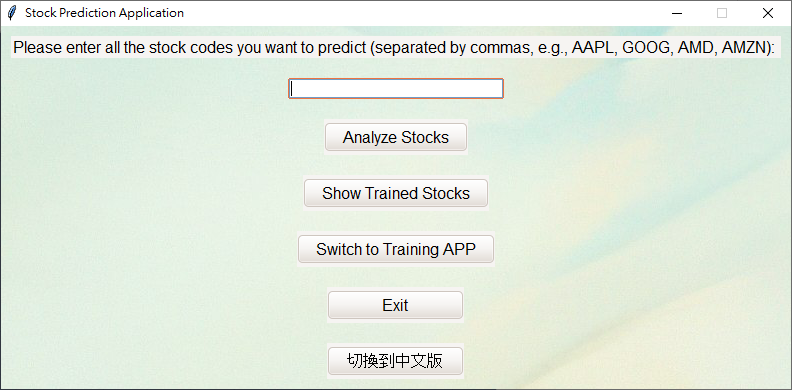 Stock Prediction Application
Please enter all the stock codes you want to predict (separated by commas, e.g., AAPL, GOOG, AMD, AMZN):
Analyze Stocks
Show Trained Stocks
Switch to Training APP
Exit
切換到中文版